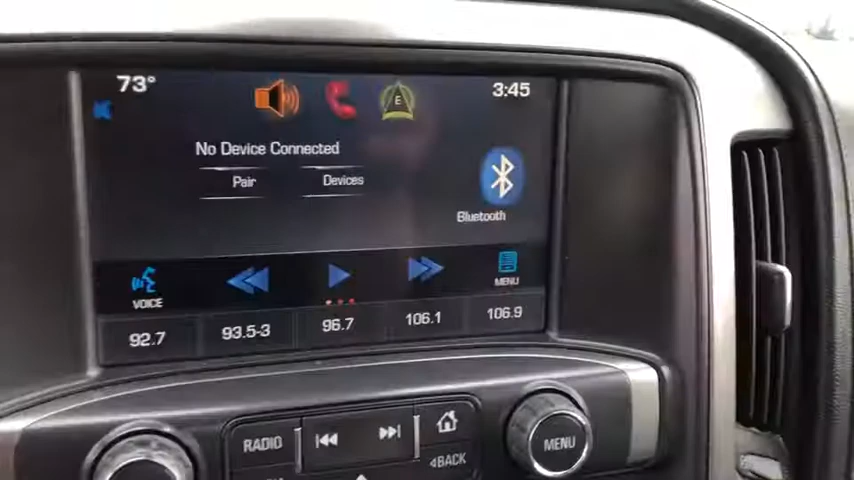 73°
E
3:45
No Device Connected
Pair
Devices
Bluetooth
VOICE
MENU
92.7
93.5-3
96.7
106.1
106.9
RADIO
MENU
BACK